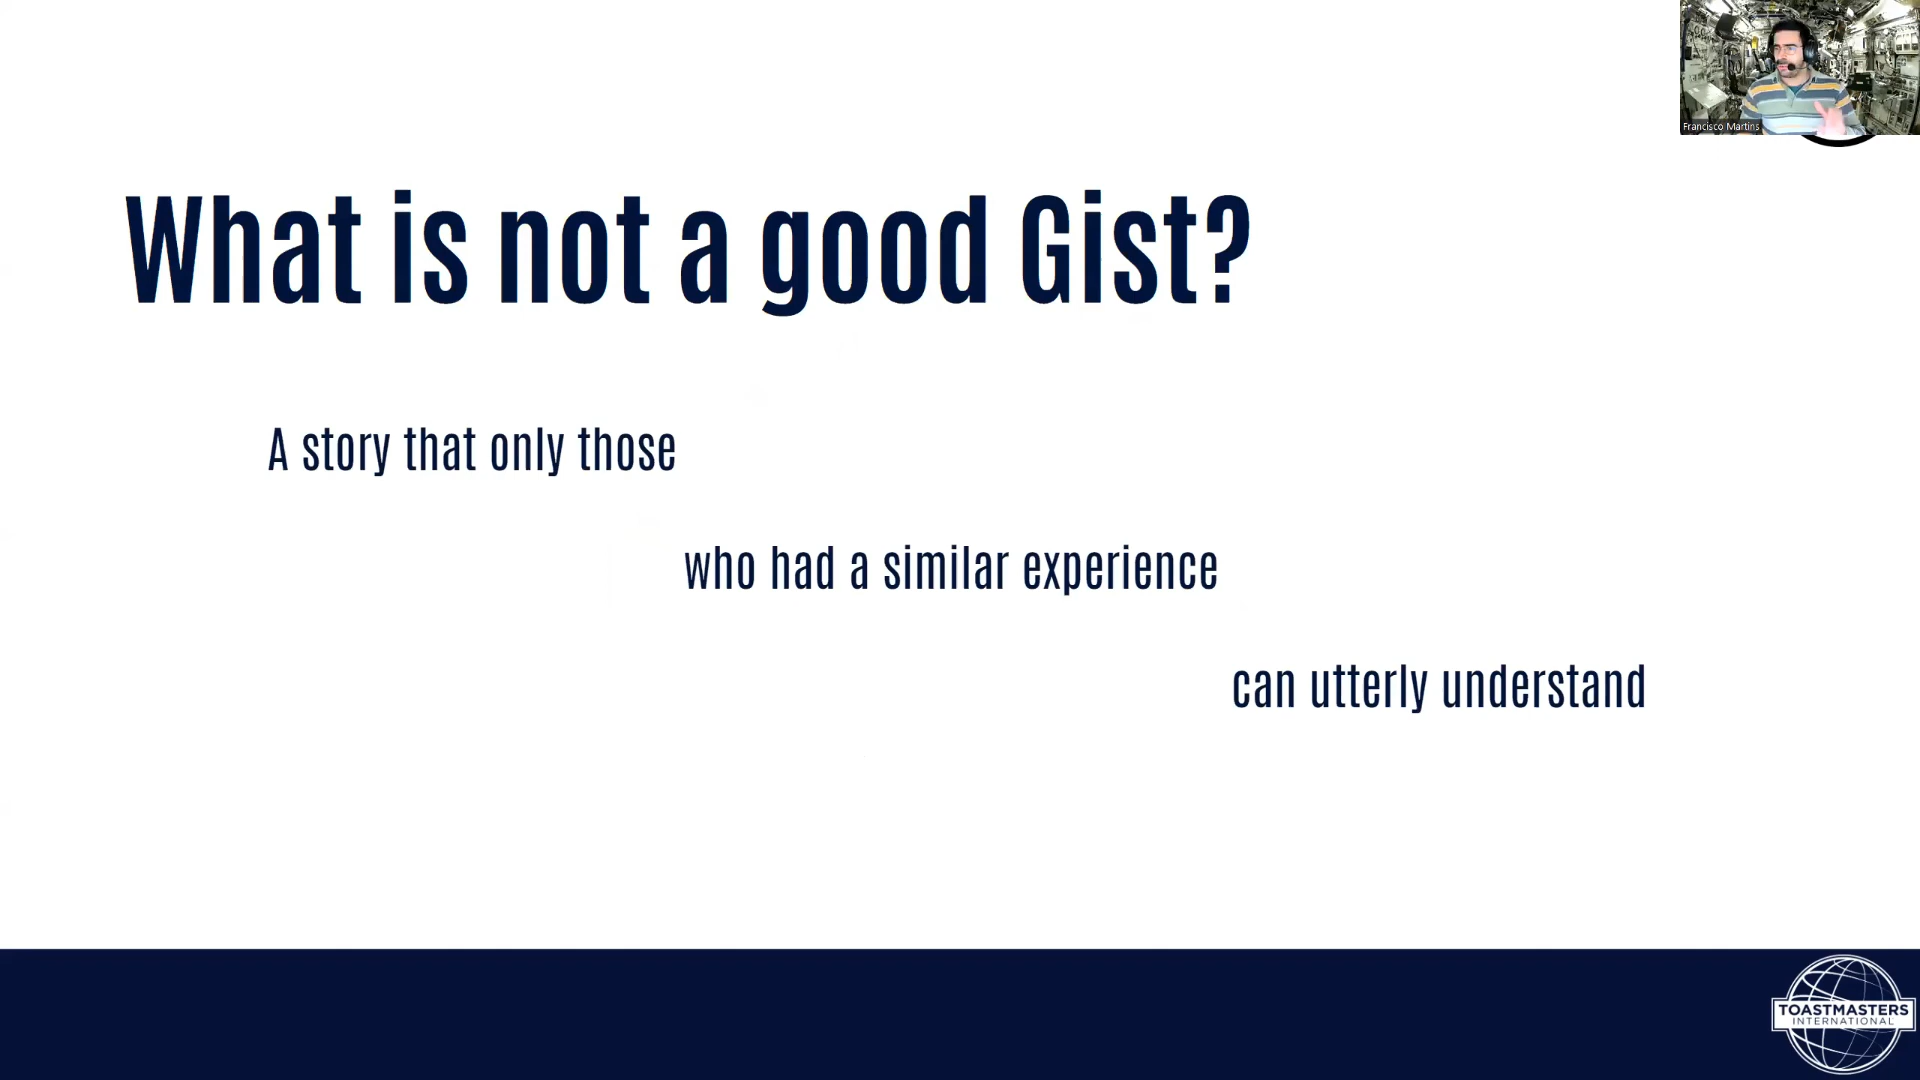 Francisco Martins
What is not a good Gist?
A story that only those
who had a similar experience
can utterly understand
TOASTMASTERS
INTERNATIONAL